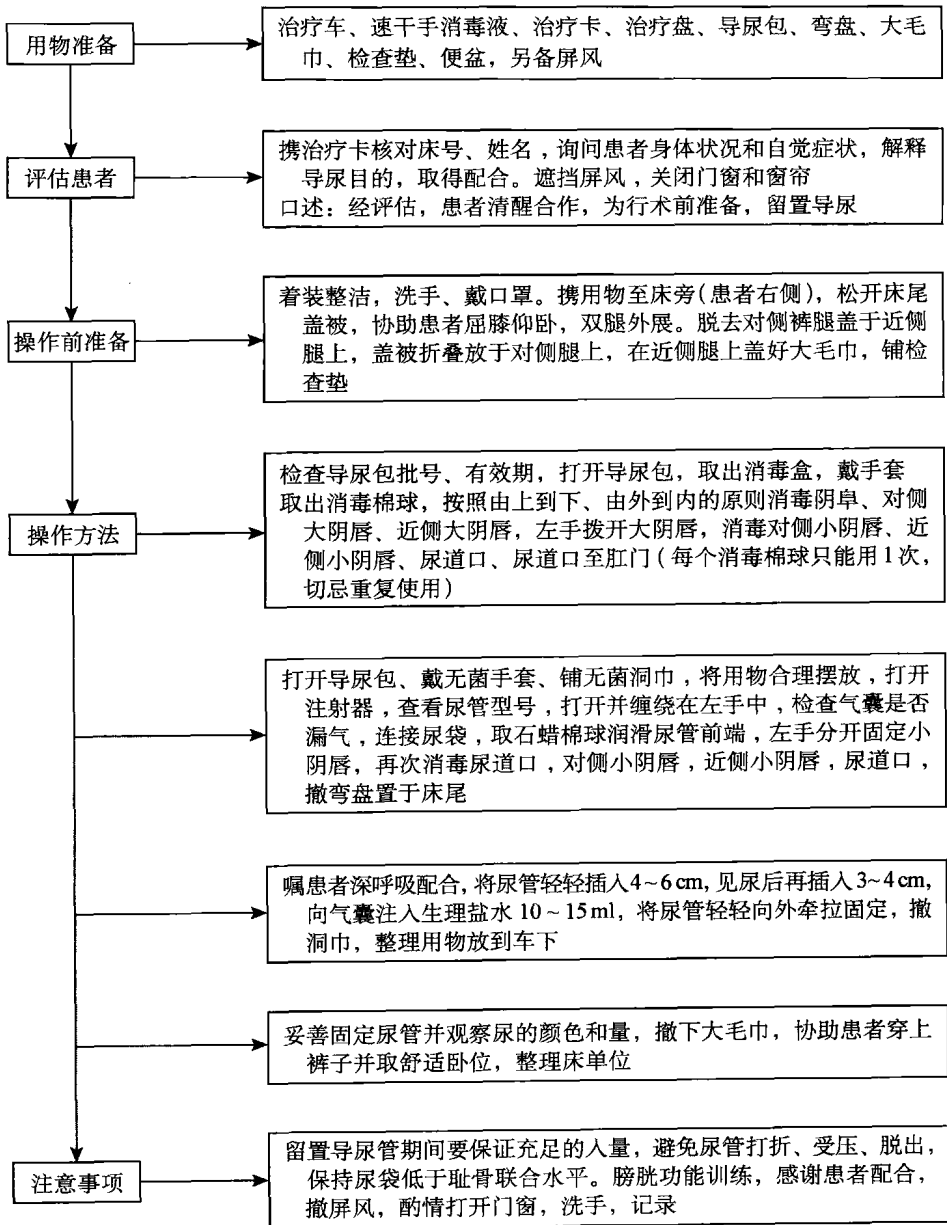 用物准备
治疗车、速干手消毒液、治疗卡、治疗盘、导尿包、弯盘、大毛
巾、检查垫、便盆，另备屏风
评估患者
携治疗卡核对床号、姓名，询问患者身体状况和自觉症状，解释
导尿目的，取得配合。遮挡屏风，关闭门窗和窗帘
口述：经评估，患者清醒合作，为行术前准备，留置导尿
操作前准备
着装整洁，洗手、戴口罩。携用物至床旁(患者右侧)，松开床尾
盖被，协助患者屈膝仰卧，双腿外展。脱去对侧裤腿盖于近侧
腿上，盖被折叠放于对侧腿上，在近侧腿上盖好大毛巾，铺检
查垫
操作方法
检查导尿包批号、有效期，打开导尿包，取出消毒盒，戴手套
取出消毒棉球，按照由上到下、由外到内的原则消毒阴阜、对侧
大阴唇、近侧大阴唇，左手拨开大阴唇，消毒对侧小阴唇、近
侧小阴唇、尿道口、尿道口至肛门(每个消毒棉球只能用1次，
切忌重复使用)
打开导尿包、戴无菌手套、铺无菌洞巾，将用物合理摆放，打开
注射器，查看尿管型号，打开并缠绕在左手中，检查气囊是否
漏气，连接尿袋，取石蜡棉球润滑尿管前端，左手分开固定小
阴唇，再次消毒尿道口，对侧小阴唇，近侧小阴唇，尿道口，
撤弯盘置于床尾
嘱患者深呼吸配合，将尿管轻轻插入4~6cm，见尿后再插入3~4cm，
向气囊注入生理盐水10~15ml，将尿管轻轻向外牵拉固定，撤
洞巾，整理用物放到车下
妥善固定尿管并观察尿的颜色和量，撤下大毛巾，协助患者穿上
裤子并取舒适卧位，整理床单位
注意事项
留置导尿管期间要保证充足的入量，避免尿管打折、受压、脱出，
保持尿袋低于耻骨联合水平。膀胱功能训练，感谢患者配合，
撤屏风，酌情打开门窗，洗手，记录